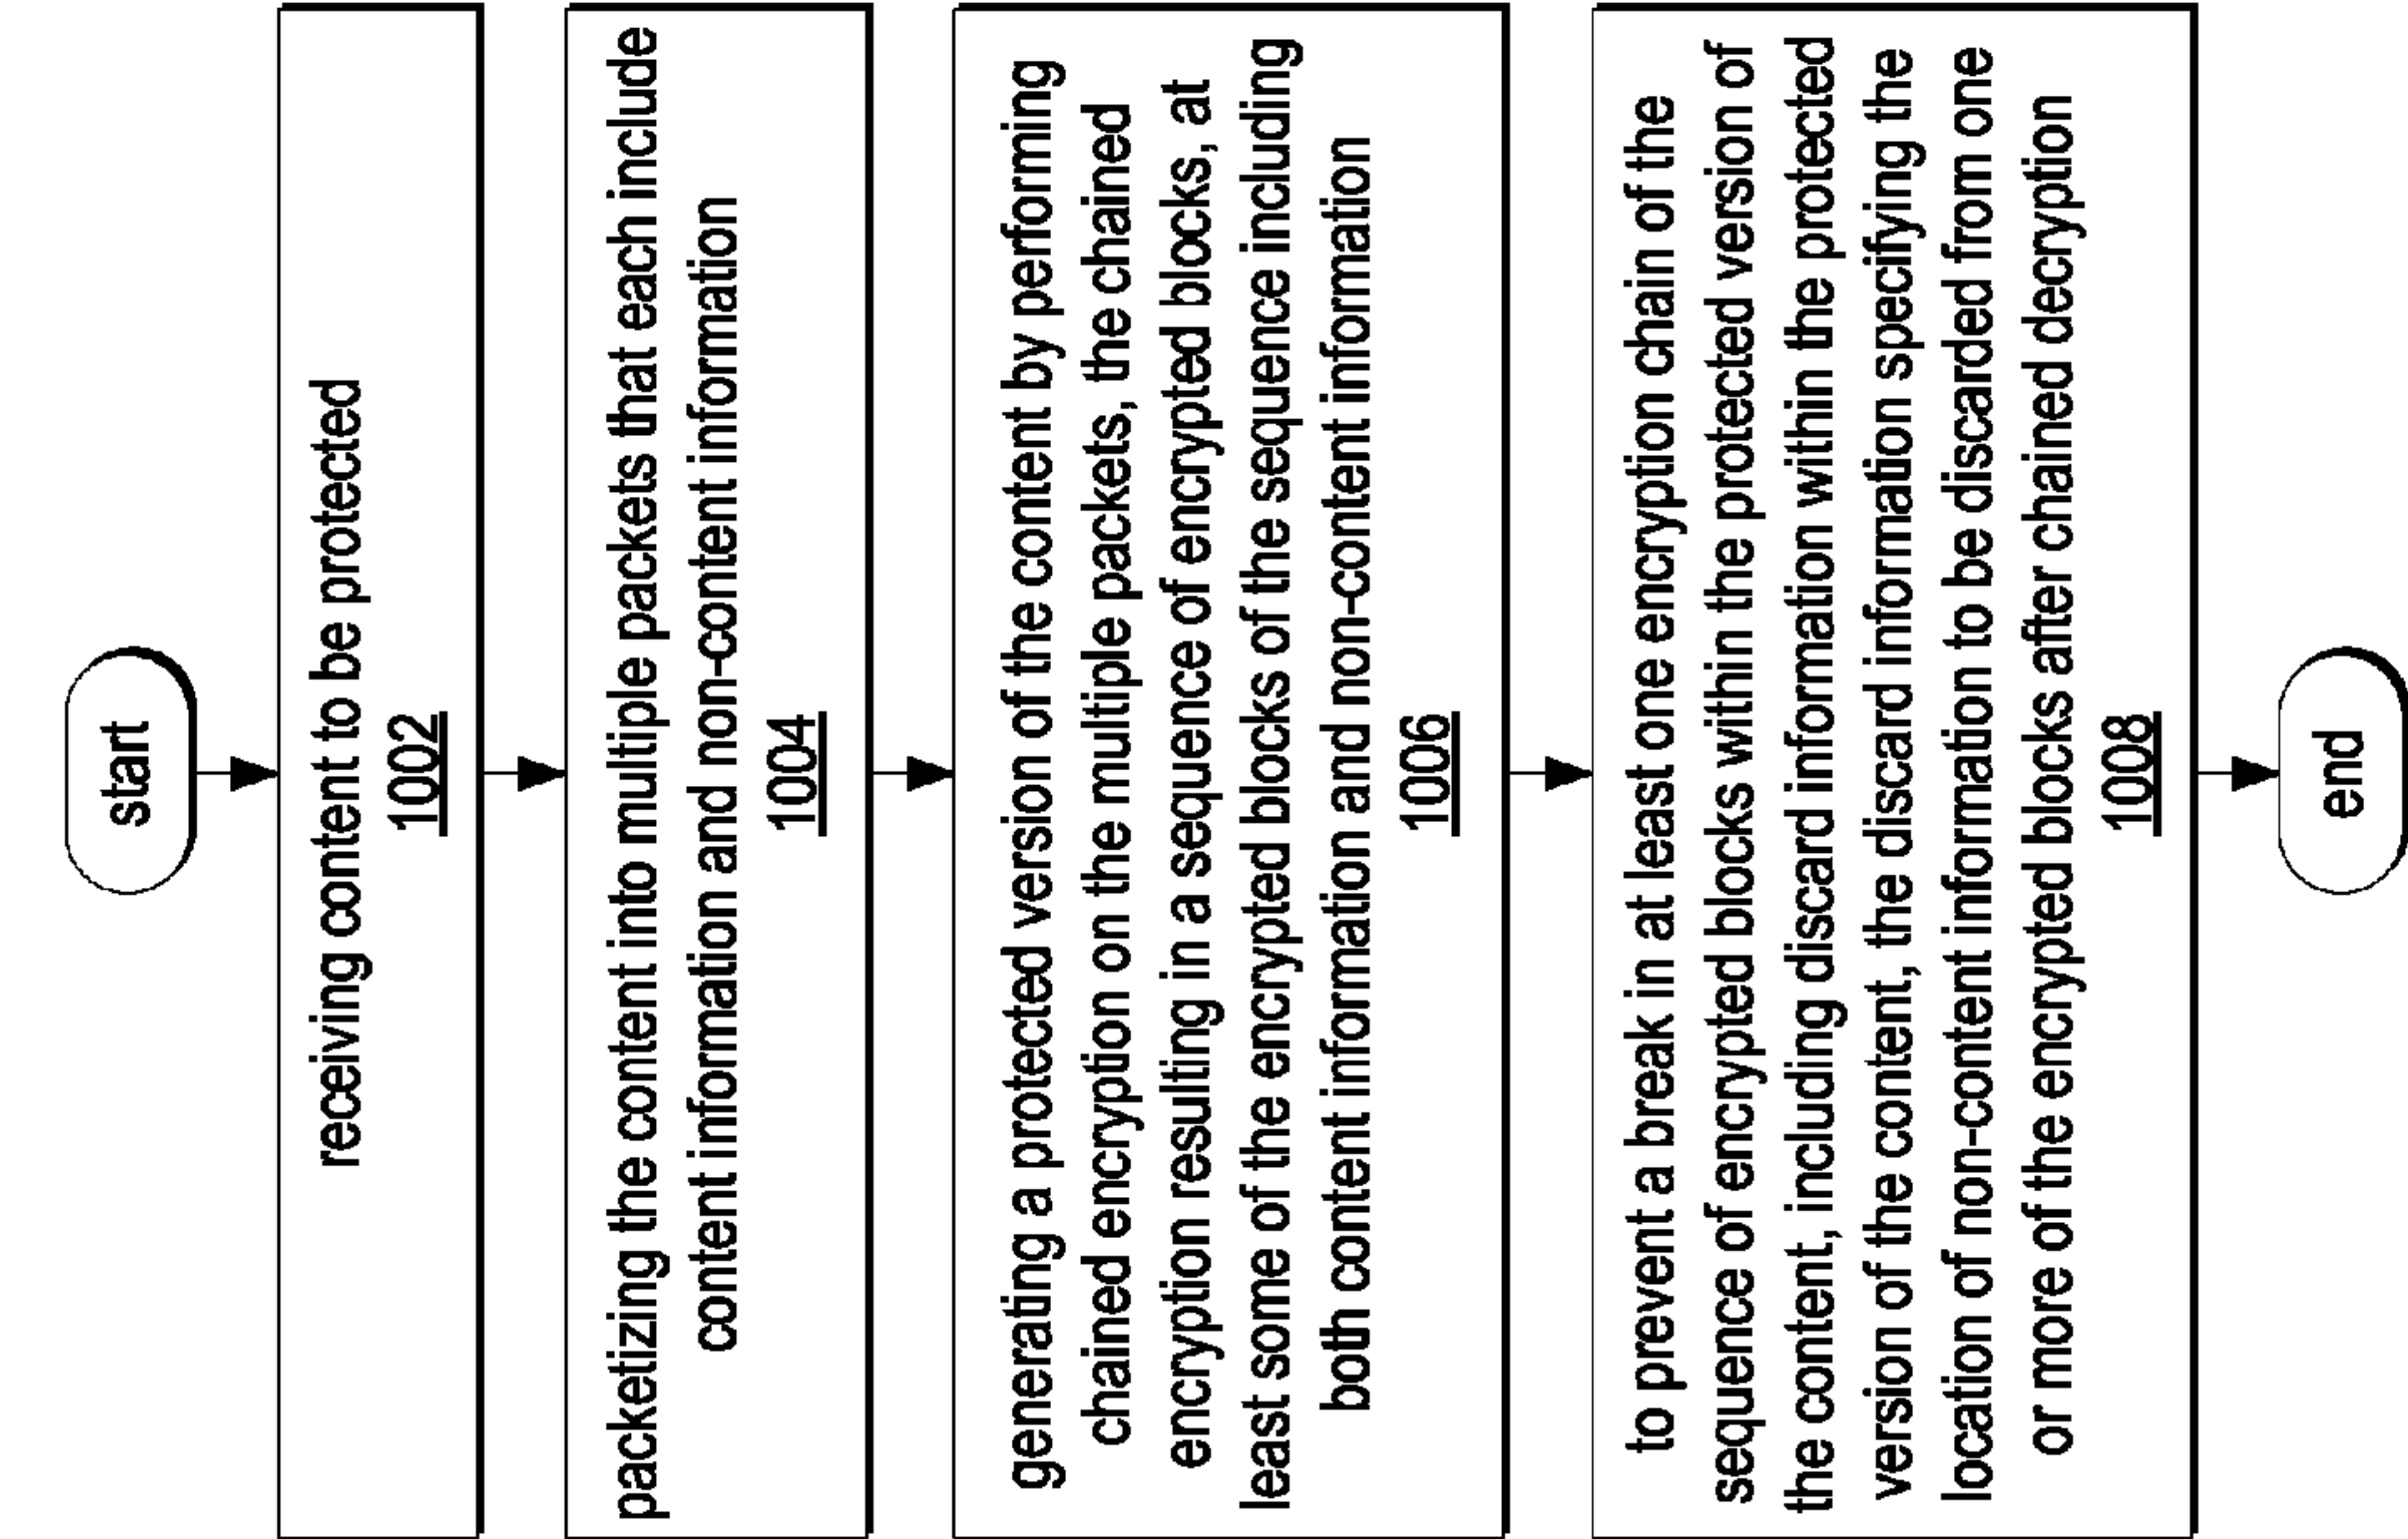 start
receiving content to be protected
1002
packetizing the content into multiple packets that each include
content information and non-content information
1004
generating a protected version of the content by performing
chained encryption on the multiple packets, the chained
encryption resulting in a sequence of encrypted blocks, at
least some of the encrypted blocks of the sequence including
both content information and non-content information
1006
to prevent a break in at least one encryption chain of the
sequence of encrypted blocks within the protected version of
the content, including discard information within the protected
version of the content, the discard information specifying the
location of non-content information to be discarded from one
or more of the encrypted blocks after chained decryption
1008
end